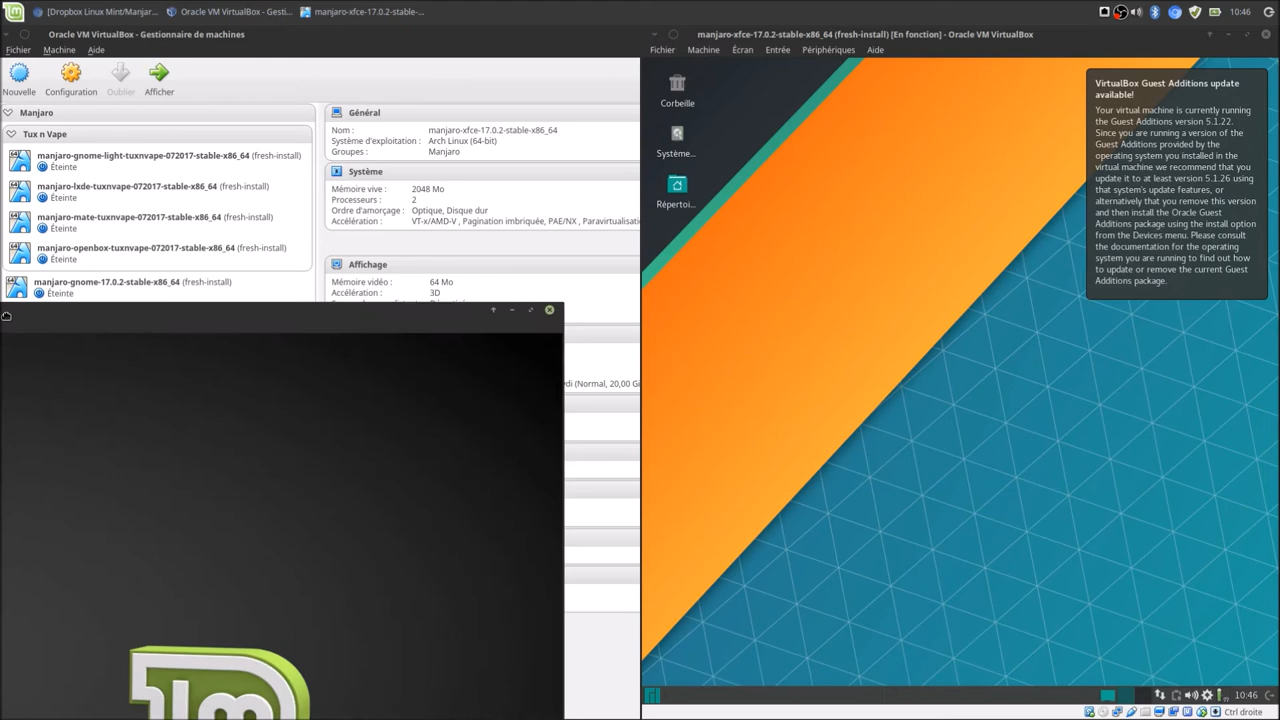 [Dropbox Linux Mint/Manjar...
Oracle VM VirtualBox - Gesti...
manjaro-xfce-17.0.2-stable-...
10:46
Oracle VM VirtualBox - Gestionnaire de machines
Fichier Machine Aide
Nouvelle Configuration Oublier Afficher
Manjaro
Tux n Vape
manjaro-gnome-light-tuxnvape-072017-stable-x86_64 (fresh-install)
Éteinte
manjaro-lxde-tuxnvape-072017-stable-x86_64 (fresh-install)
Éteinte
manjaro-mate-tuxnvape-072017-stable-x86_64 (fresh-install)
Éteinte
manjaro-openbox-tuxnvape-072017-stable-x86_64 (fresh-install)
Éteinte
manjaro-gnome-17.0.2-stable-x86_64 (fresh-install)
Éteinte
Général
Nom : manjaro-xfce-17.0.2-stable-x86_64
Système d'exploitation : Arch Linux (64-bit)
Groupes : Manjaro
Système
Mémoire vive : 2048 Mo
Processeurs : 2
Ordre d'amorçage : Optique, Disque dur
Accélération : VT-x/AMD-V , Pagination imbriquée, PAE/NX , Paravirtualisatio
Affichage
Mémoire vidéo : 64 Mo
Accélération : 3D
vdi (Normal, 20,00 Gi
manjaro-xfce-17.0.2-stable-x86_64 (fresh-install) [En fonction] - Oracle VM VirtualBox
Fichier Machine Écran Entrée Périphériques Aide
Corbeille
Système...
Répertoi...
VirtualBox Guest Additions update
available!
Your virtual machine is currently running
the Guest Additions version 5.1.22.
Since you are running a version of the
Guest Additions provided by the
operating system you installed in the
virtual machine we recommend that you
update it to at least version 5.1.26 using
that system's update features, or
alternatively that you remove this version
and then install the Oracle Guest
Additions package using the install option
from the Devices menu. Please consult
the documentation for the operating
system you are running to find out how
to update or remove the current Guest
Additions package.
10:46
Ctrl droite